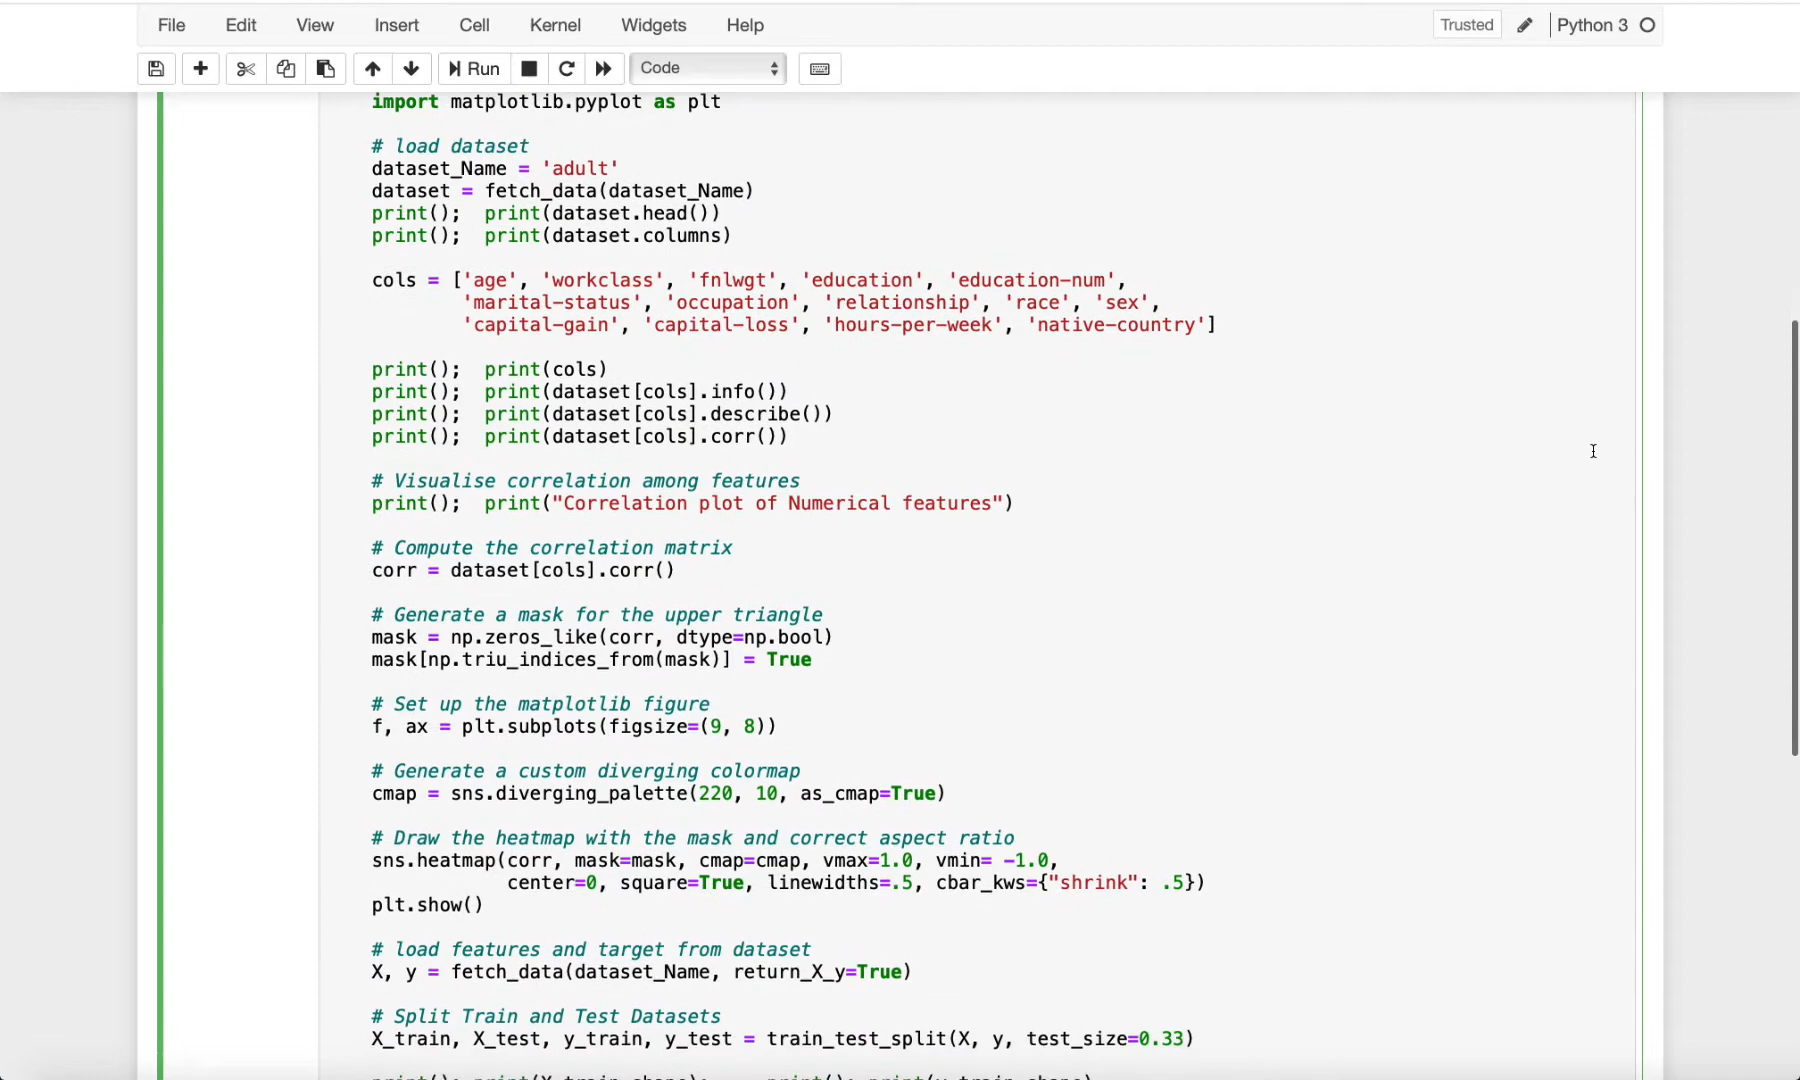 File Edit View Insert Cell Kernel Widgets Help Trusted Python 3
Run Code
import matplotlib.pyplot as plt
# load dataset
dataset_Name = 'adult'
dataset = fetch_data(dataset_Name)
print();  print(dataset.head())
print();  print(dataset.columns)
cols = ['age', 'workclass', 'fnlwgt', 'education', 'education-num',
'marital-status', 'occupation', 'relationship', 'race', 'sex',
'capital-gain', 'capital-loss', 'hours-per-week', 'native-country']
print();  print(cols)
print();  print(dataset[cols].info())
print();  print(dataset[cols].describe())
print();  print(dataset[cols].corr())
# Visualise correlation among features
print();  print("Correlation plot of Numerical features")
# Compute the correlation matrix
corr = dataset[cols].corr()
# Generate a mask for the upper triangle
mask = np.zeros_like(corr, dtype=np.bool)
mask[np.triu_indices_from(mask)] = True
# Set up the matplotlib figure
f, ax = plt.subplots(figsize=(9, 8))
# Generate a custom diverging colormap
cmap = sns.diverging_palette(220, 10, as_cmap=True)
# Draw the heatmap with the mask and correct aspect ratio
sns.heatmap(corr, mask=mask, cmap=cmap, vmax=1.0, vmin= -1.0,
center=0, square=True, linewidths=.5, cbar_kws={"shrink": .5})
plt.show()
# load features and target from dataset
X, y = fetch_data(dataset_Name, return_X_y=True)
# Split Train and Test Datasets
X_train, X_test, y_train, y_test = train_test_split(X, y, test_size=0.33)